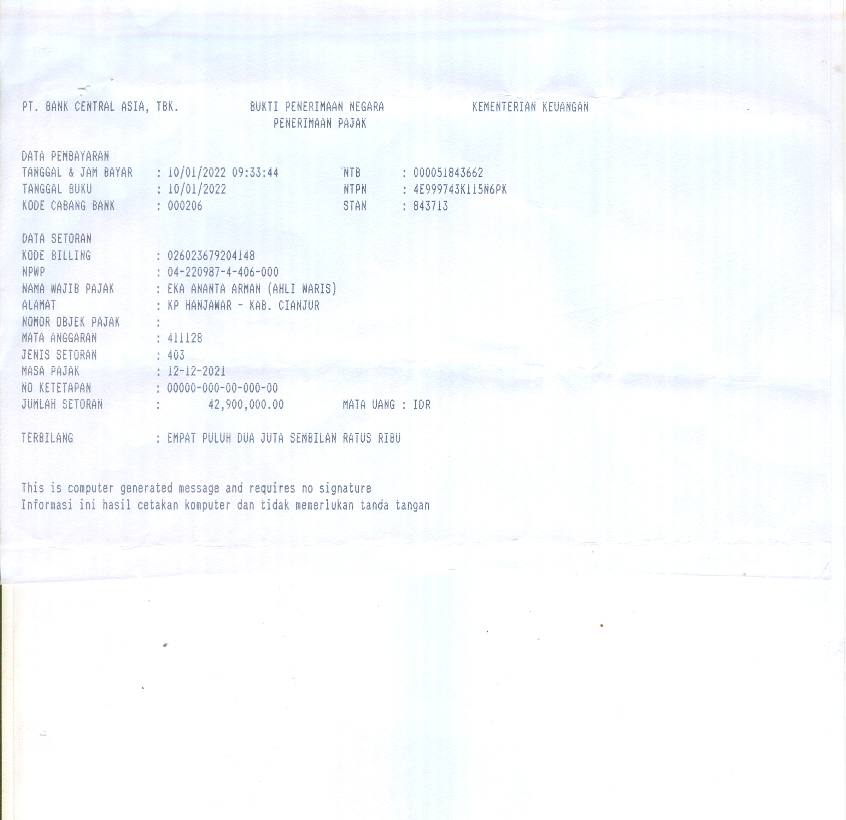 PT. BANK CENTRAL ASIA, TBK. BUKTI PENERIMAAN NEGARA KEMENTERIAN KEUANGAN
PENERIMAAN PAJAK
DATA PEMBAYARAN
TANGGAL & JAM BAYAR : 10/01/2022 09:33:44 NTB : 000051843662
TANGGAL BUKU : 10/01/2022 NTPN : 4E999743K115N6PK
KODE CABANG BANK : 000206 STAN : 843713
DATA SETORAN
KODE BILLING : 026023679204148
NPWP : 04-220987-4-406-000
NAMA WAJIB PAJAK : EKA ANANTA ARMAN (AHLI WARIS)
ALAMAT : KP HANJAWAR - KAB. CIANJUR
NOMOR OBJEK PAJAK :
MATA ANGGARAN : 411128
JENIS SETORAN : 403
MASA PAJAK : 12-12-2021
NO KETETAPAN : 00000-000-00-000-00
JUMLAH SETORAN : 42,900,000.00 MATA UANG : IDR
TERBILANG : EMPAT PULUH DUA JUTA SEMBILAN RATUS RIBU
This is computer generated message and requires no signature
Informasi ini hasil cetakan komputer dan tidak memerlukan tanda tangan